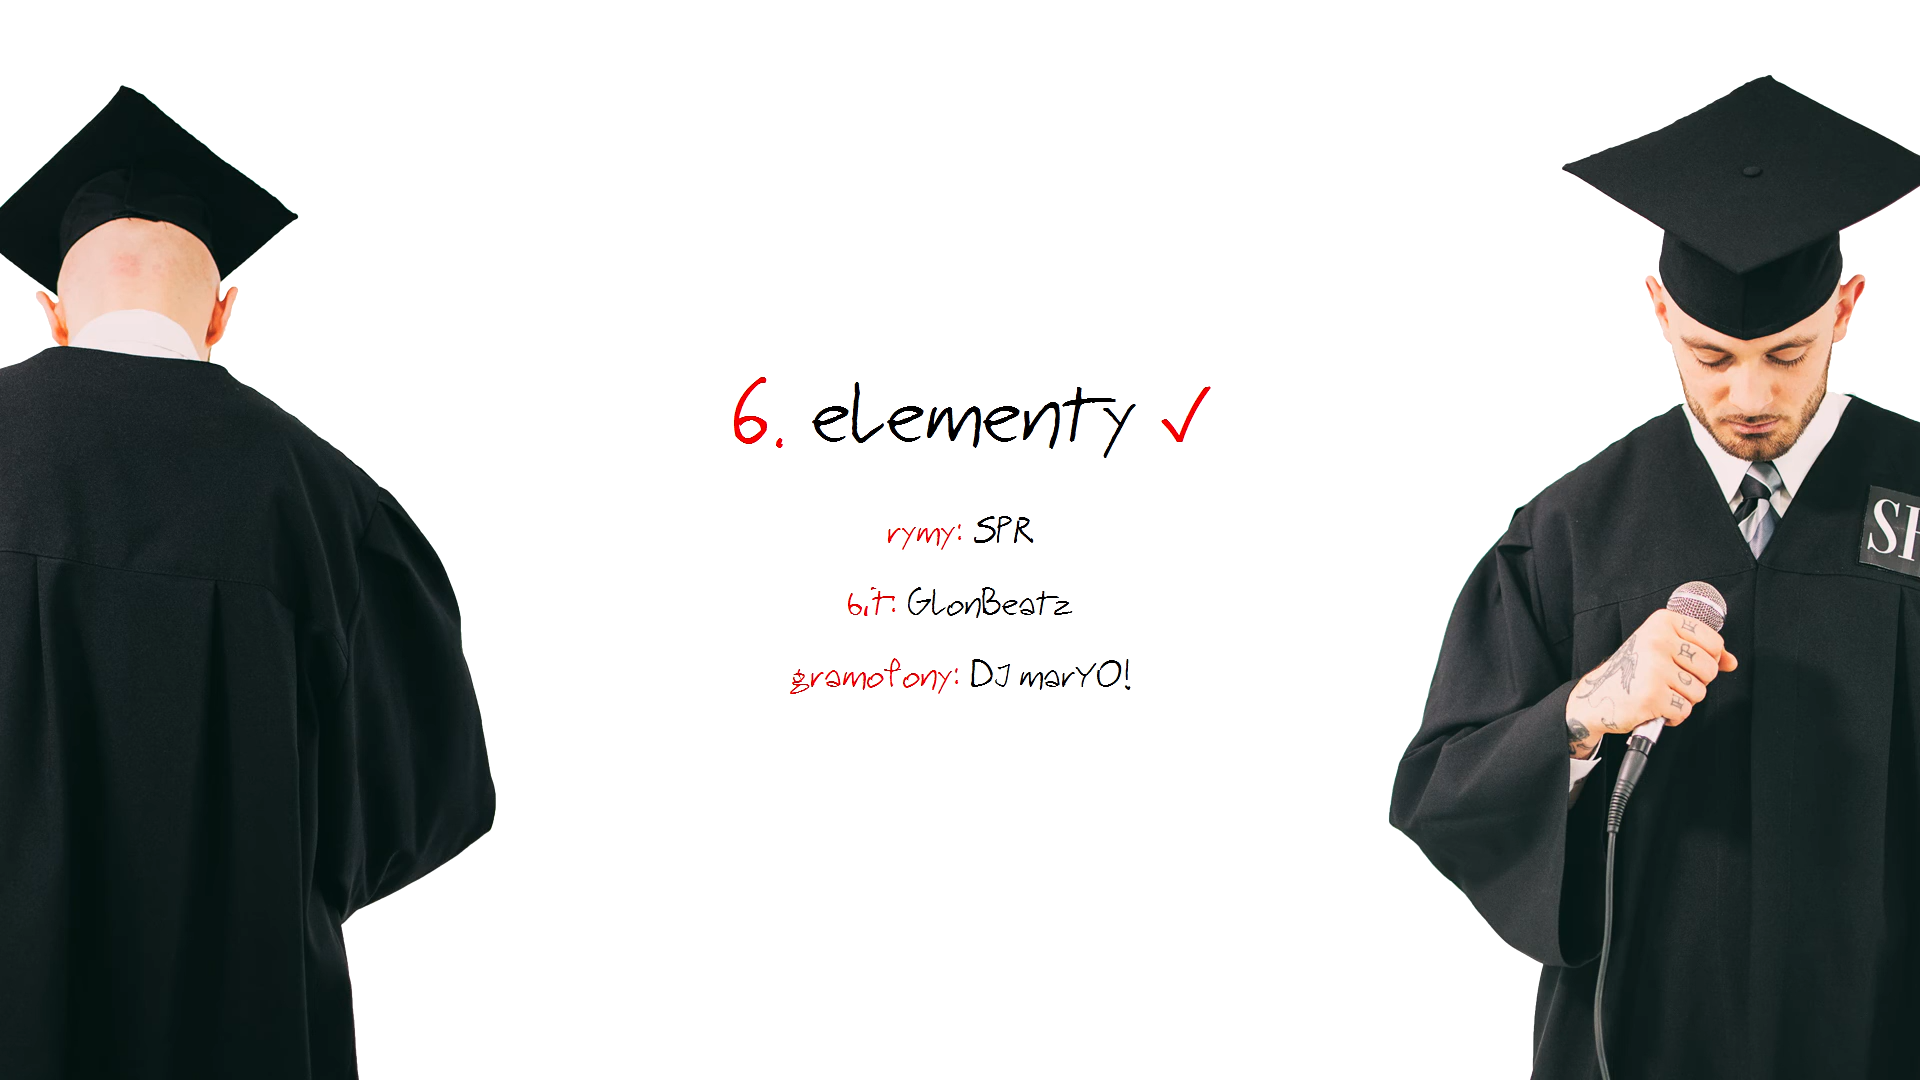 6. elementy ✓
rymy: SPR
bit: GlonBeatz
gramofony: DJ marYO!